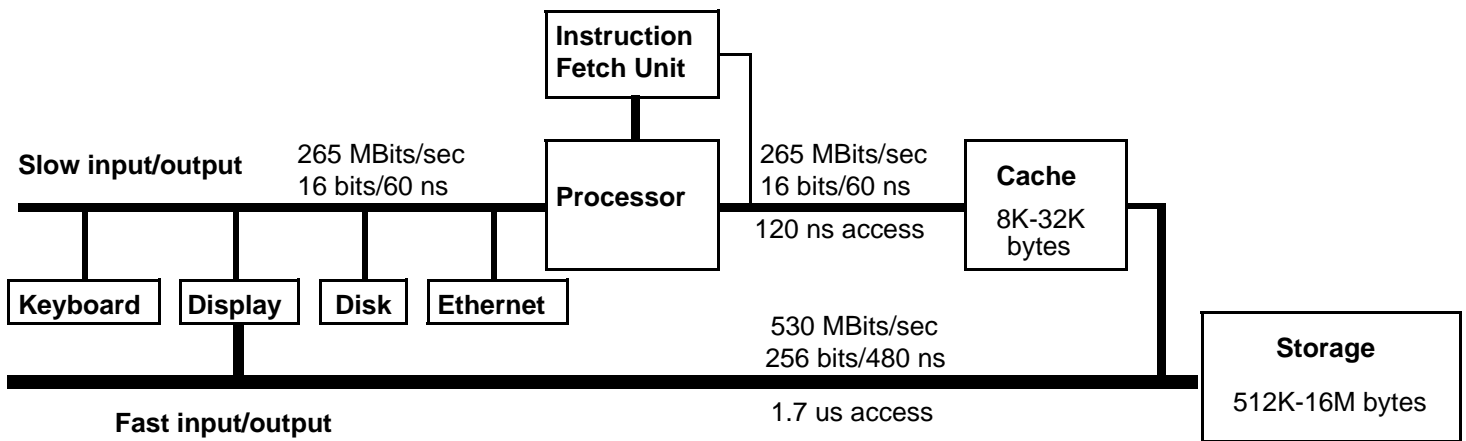 Instruction
Fetch Unit
Slow input/output
265 MBits/sec
16 bits/60 ns
Processor
265 MBits/sec
16 bits/60 ns
120 ns access
Cache
8K-32K
bytes
Keyboard
Display
Disk
Ethernet
530 MBits/sec
256 bits/480 ns
1.7 us access
Storage
512K-16M bytes
Fast input/output